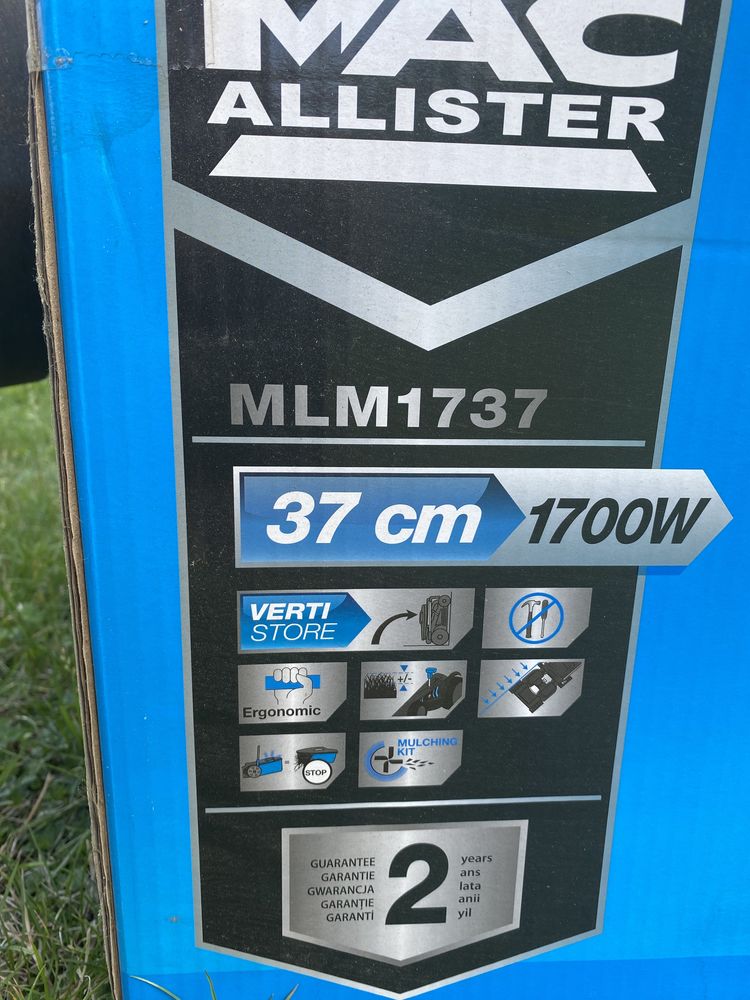 MAC
ALLISTER
MLM1737
37 cm 1700W
VERTI
STORE
Ergonomic
+/-
STOP
MULCHING
KIT
GUARANTEE
GARANTIE
GWARANCJA
GARANȚIE
GARANTİ
2
years
ans
lata
anii
yıl